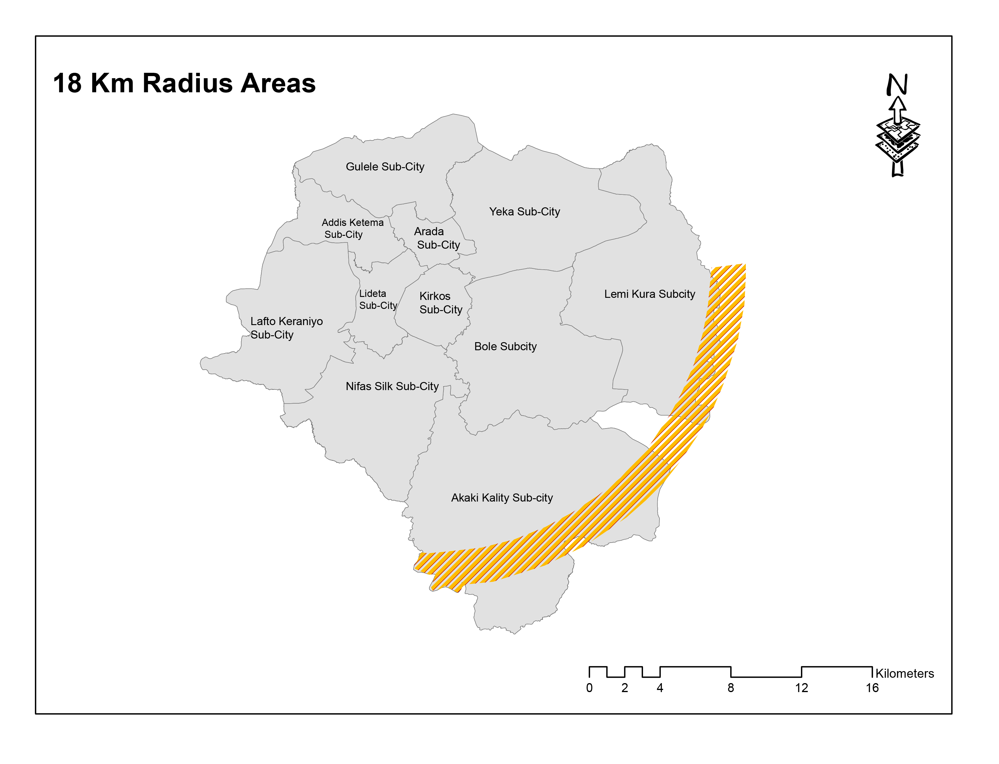 18 Km Radius Areas
N
Gulele Sub-City
Yeka Sub-City
Addis Ketema
Sub-City
Arada
Sub-City
Lideta
Sub-City
Kirkos
Sub-City
Lemi Kura Subcity
Lafto Keraniyo
Sub-City
Bole Subcity
Nifas Silk Sub-City
Akaki Kality Sub-city
Kilometers
0 2 4 8 12 16